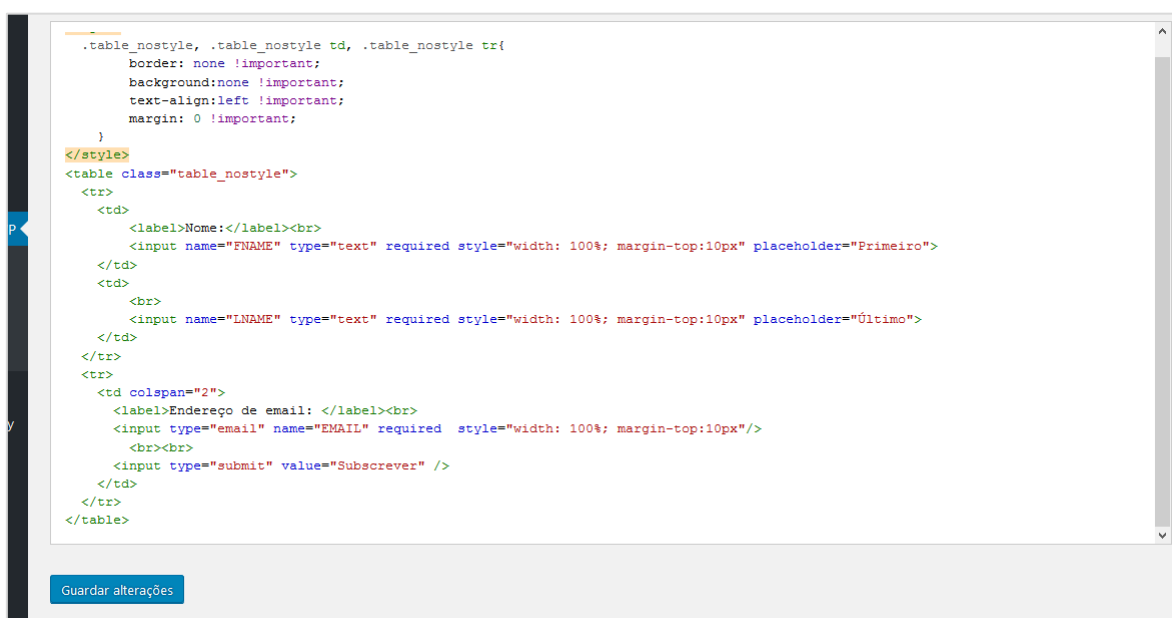 .table_nostyle, .table_nostyle td, .table_nostyle tr{
border: none !important;
background:none !important;
text-align:left !important;
margin: 0 !important;
}
</style>
<table class="table_nostyle">
<tr>
<td>
<label>Nome:</label><br>
<input name="FNAME" type="text" required style="width: 100%; margin-top:10px" placeholder="Primeiro">
</td>
<td>
<br>
<input name="LNAME" type="text" required style="width: 100%; margin-top:10px" placeholder="Último">
</td>
</tr>
<tr>
<td colspan="2">
<label>Endereço de email: </label><br>
<input type="email" name="EMAIL" required  style="width: 100%; margin-top:10px"/>
<br><br>
<input type="submit" value="Subscrever" />
</td>
</tr>
</table>
P
y
Guardar alterações